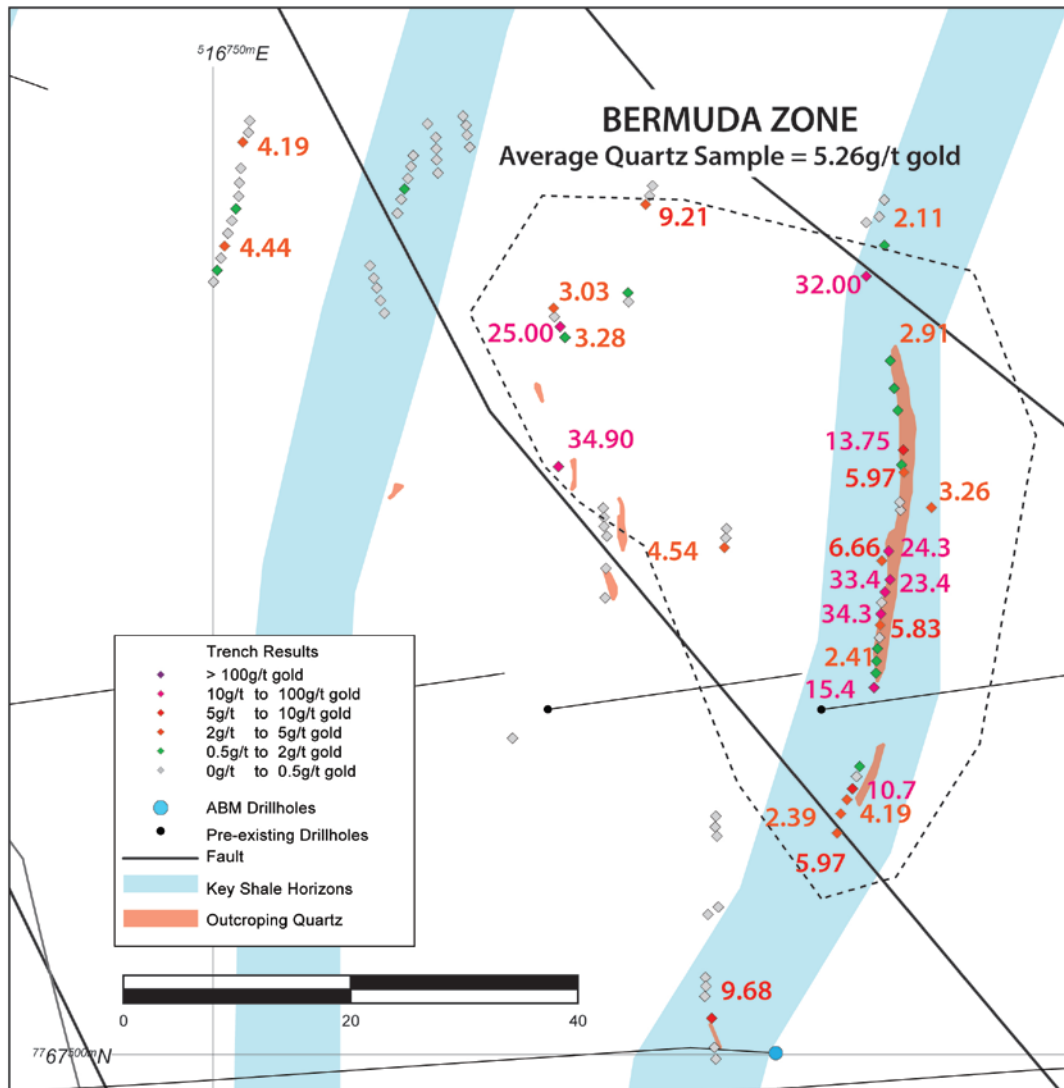 516750mE
BERMUDA ZONE
Average Quartz Sample = 5.26g/t gold
4.19
9.21
2.11
4.44
32.00
3.03
25.00
3.28
2.91
34.90
13.75
5.97
3.26
4.54
6.66
24.3
33.4
23.4
34.3
5.83
2.41
15.4
Trench Results
> 100g/t gold
10g/t to 100g/t gold
5g/t to 10g/t gold
2g/t to 5g/t gold
0.5g/t to 2g/t gold
0g/t to 0.5g/t gold
ABM Drillholes
Pre-existing Drillholes
Fault
Key Shale Horizons
Outcroping Quartz
10.7
2.39
4.19
5.97
9.68
0
20
40
7767500mN